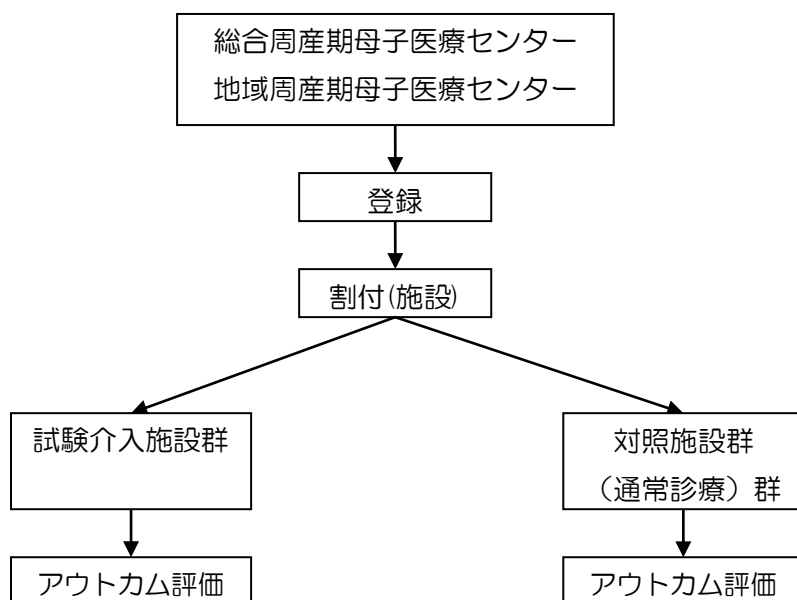 総合周産期母子医療センター
地域周産期母子医療センター
登録
割付(施設)
試験介入施設群
対照施設群
（通常診療）群
アウトカム評価
アウトカム評価